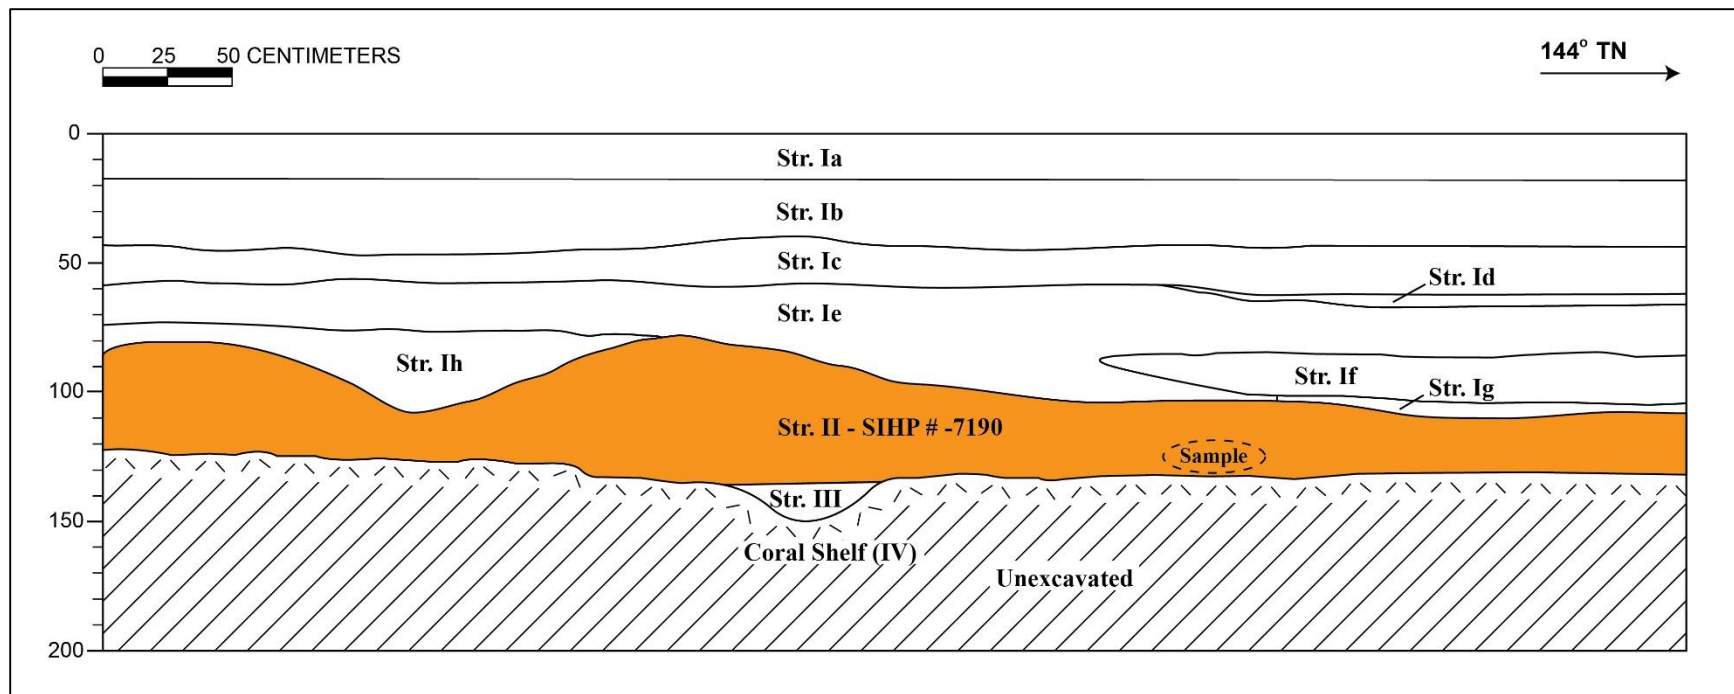 0 25 50 CENTIMETERS
144° TN
0
Str. Ia
Str. Ib
50
Str. Ic
Str. Id
Str. Ie
Str. Ih
Str. If
Str. Ig
100
Str. II - SIHP # -7190
Sample
Str. III
150
Coral Shelf (IV)
Unexcavated
200